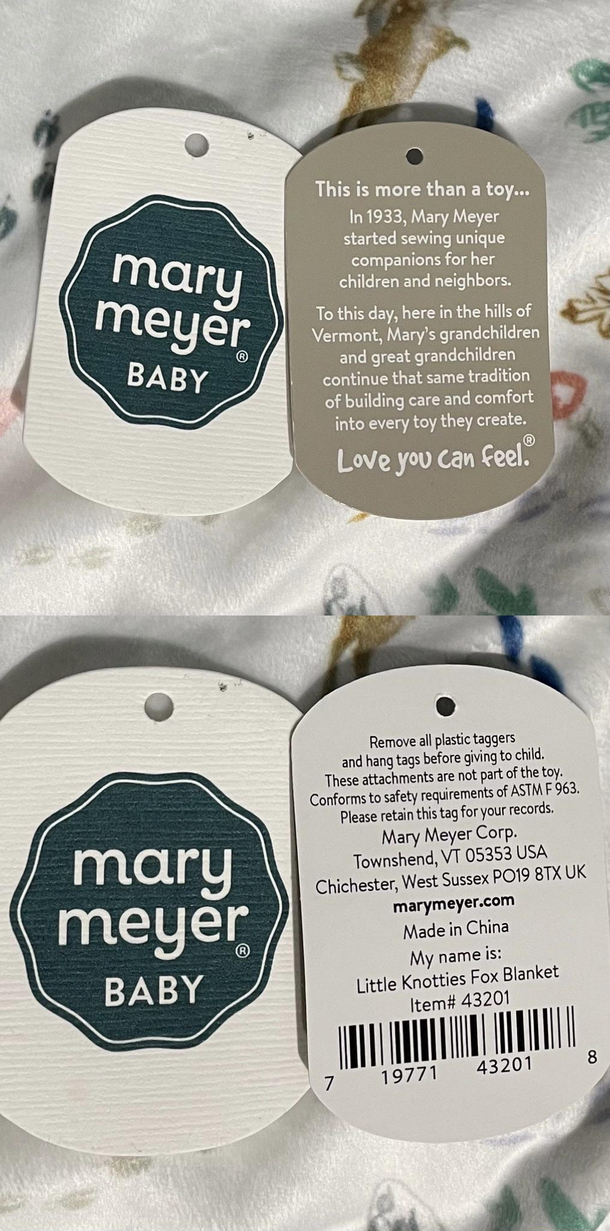 mary
meyer®
BABY
This is more than a toy...
In 1933, Mary Meyer
started sewing unique
companions for her
children and neighbors.
To this day, here in the hills of
Vermont, Mary's grandchildren
and great grandchildren
continue that same tradition
of building care and comfort
into every toy they create.
Love you can feel.®
mary
meyer®
BABY
Remove all plastic taggers
and hang tags before giving to child.
These attachments are not part of the toy.
Conforms to safety requirements of ASTM F 963.
Please retain this tag for your records.
Mary Meyer Corp.
Townshend, VT 05353 USA
Chichester, West Sussex PO19 8TX UK
marymeyer.com
Made in China
My name is:
Little Knotties Fox Blanket
Item# 43201
7 19771 43201 8